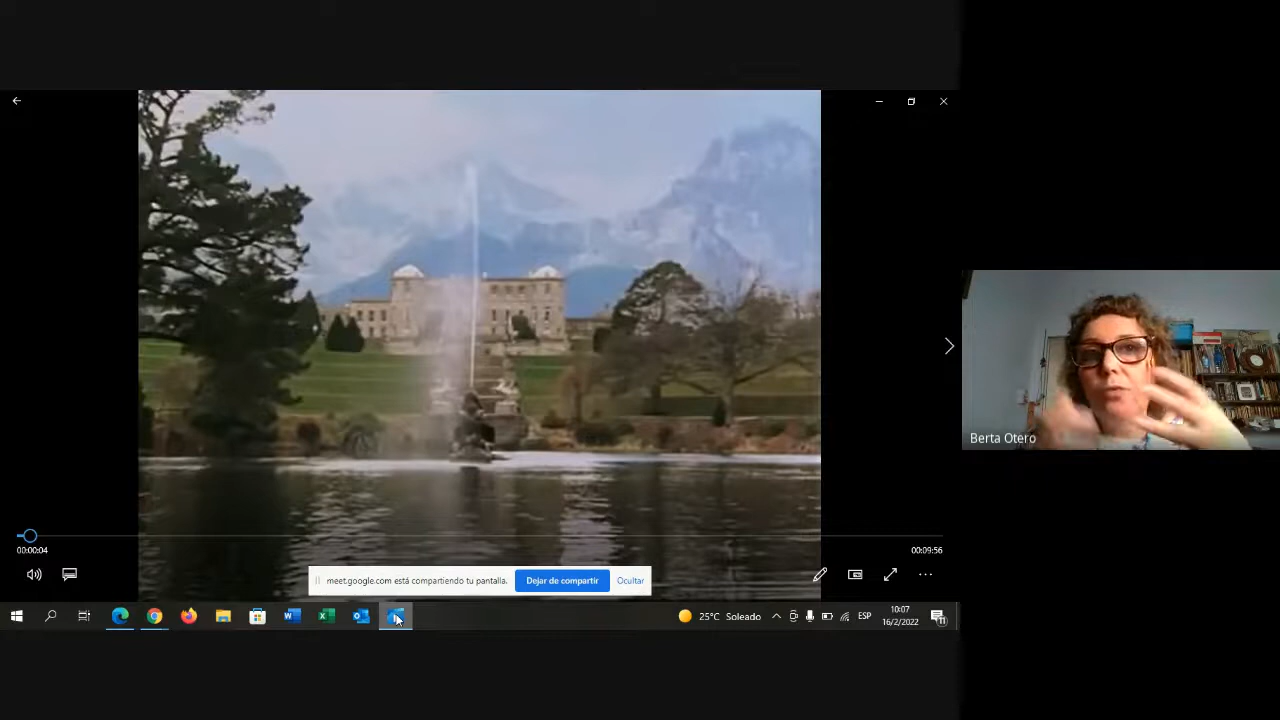 Berta Otero
00:00:04
00:09:56
meet.google.com está compartiendo tu pantalla.
Dejar de compartir
Ocultar
25°C Soleado
ESP
10:07
16/2/2022